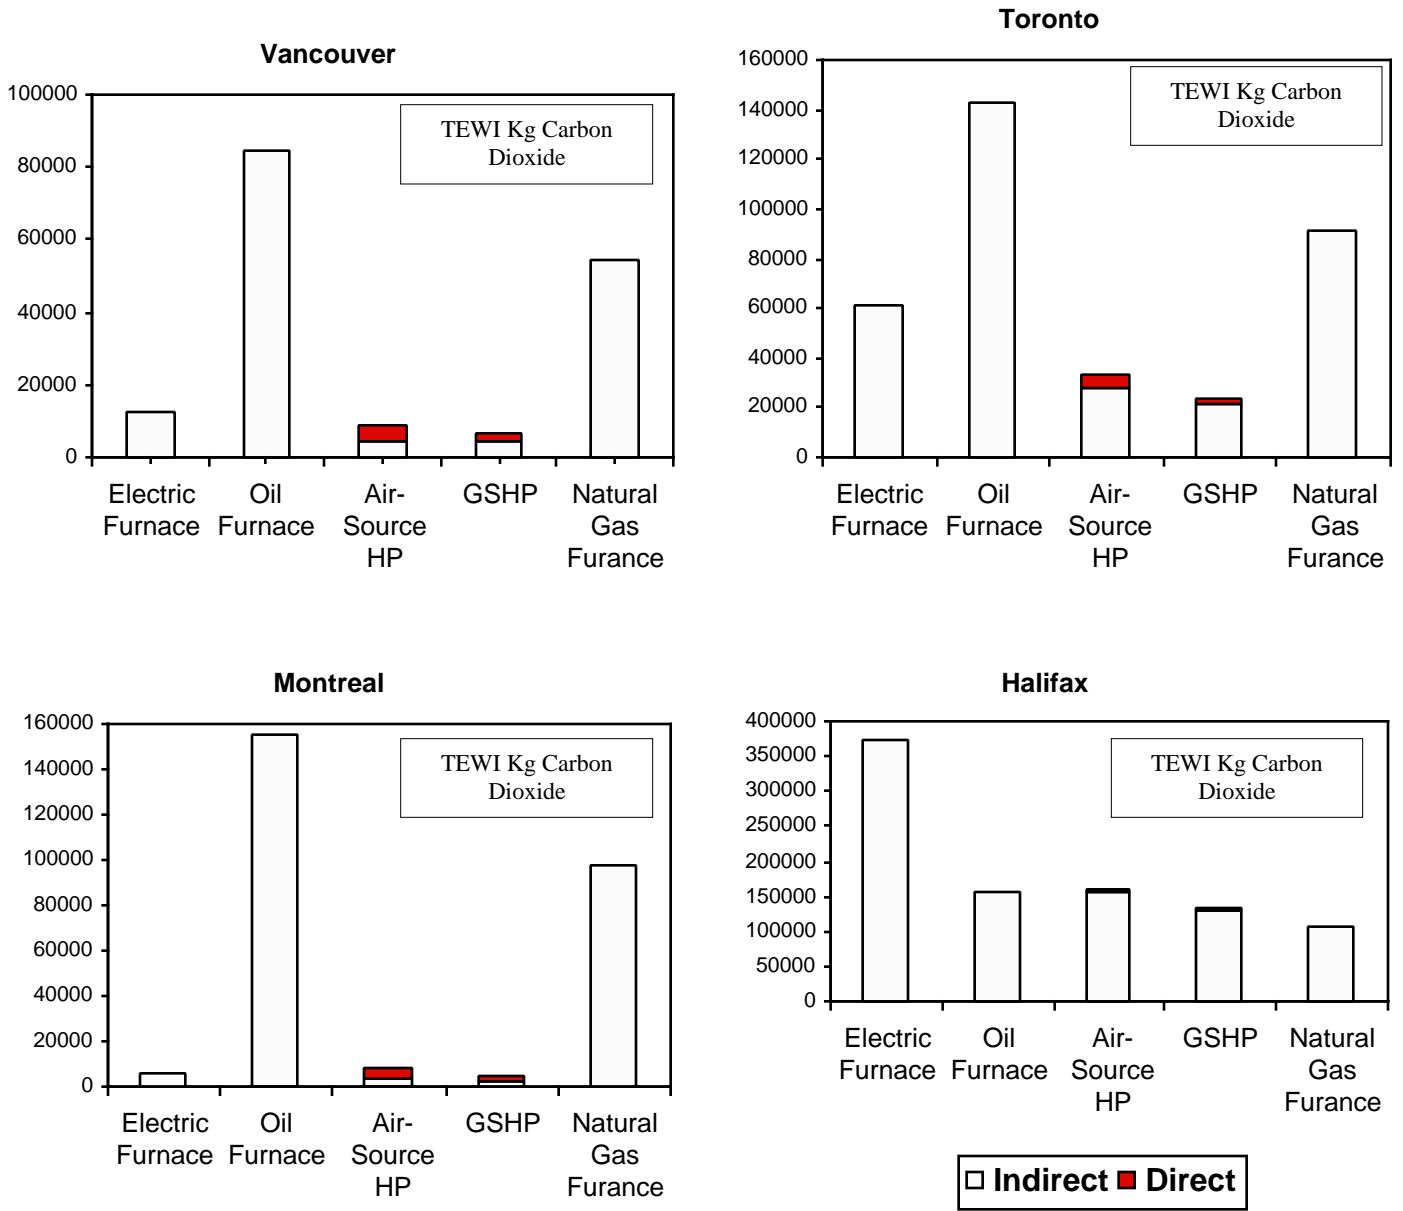 Vancouver
100000
80000
60000
40000
20000
0
TEWI Kg Carbon
Dioxide
Electric
Furnace
Oil
Furnace
Air-
Source
HP
GSHP
Natural
Gas
Furance
Toronto
160000
140000
120000
100000
80000
60000
40000
20000
0
TEWI Kg Carbon
Dioxide
Electric
Furnace
Oil
Furnace
Air-
Source
HP
GSHP
Natural
Gas
Furance
Montreal
160000
140000
120000
100000
80000
60000
40000
20000
0
TEWI Kg Carbon
Dioxide
Electric
Furnace
Oil
Furnace
Air-
Source
HP
GSHP
Natural
Gas
Furance
Halifax
400000
350000
300000
250000
200000
150000
100000
50000
0
TEWI Kg Carbon
Dioxide
Electric
Furnace
Oil
Furnace
Air-
Source
HP
GSHP
Natural
Gas
Furance
Indirect Direct